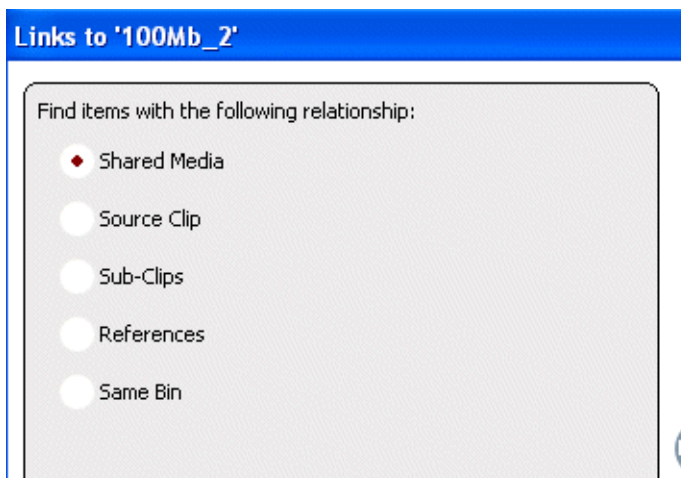 Links to '100Mb_2'
Find items with the following relationship:
Shared Media
Source Clip
Sub-Clips
References
Same Bin